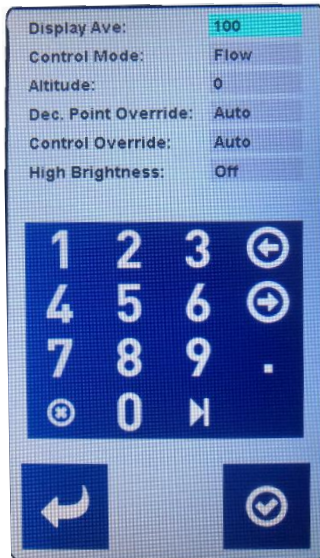 Display Ave: 100
Control Mode: Flow
Altitude: 0
Dec. Point Override: Auto
Control Override: Auto
High Brightness: Off
1 2 3
4 5 6
7 8 9 .
0